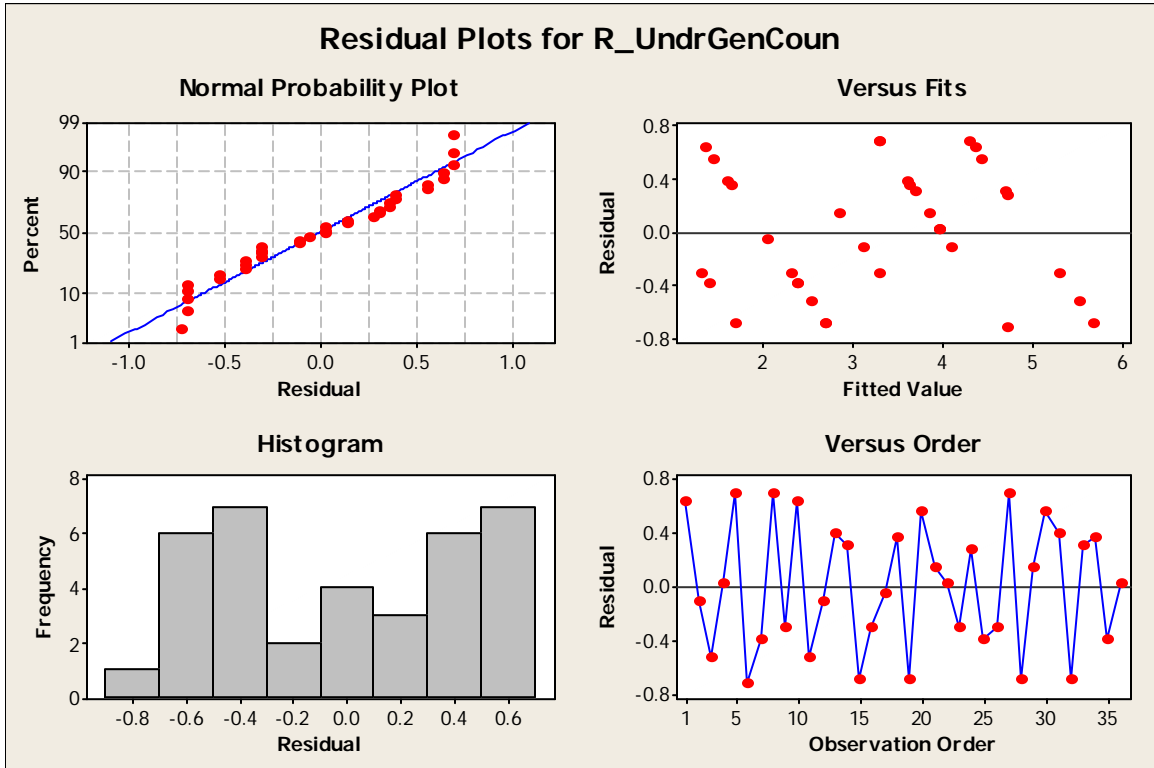 Residual Plots for R_UndrGenCoun
Normal Probability Plot
99
90
50
10
1
Percent
-1.0 -0.5 0.0 0.5 1.0
Residual
Versus Fits
0.8
0.4
0.0
-0.4
-0.8
Residual
2 3 4 5 6
Fitted Value
Histogram
8
6
4
2
0
Frequency
-0.8 -0.6 -0.4 -0.2 0.0 0.2 0.4 0.6
Residual
Versus Order
0.8
0.4
0.0
-0.4
-0.8
Residual
1 5 10 15 20 25 30 35
Observation Order